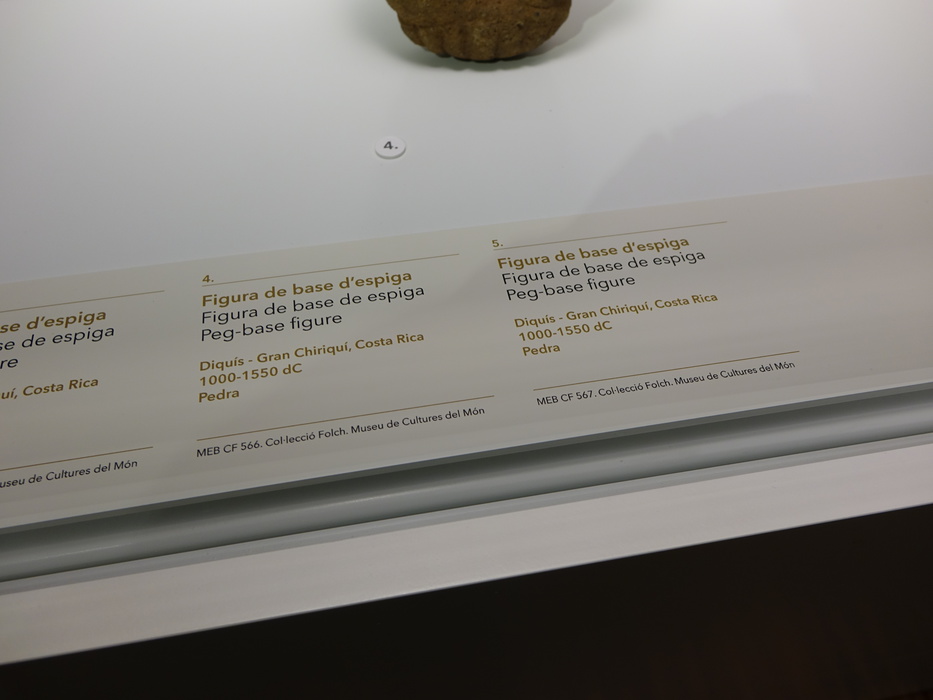 4.
se d'espiga
se de espiga
re
uí, Costa Rica
useu de Cultures del Món
4.
Figura de base d'espiga
Figura de base de espiga
Peg-base figure
Diquís - Gran Chiriquí, Costa Rica
1000-1550 dC
Pedra
MEB CF 566. Col·lecció Folch. Museu de Cultures del Món
5.
Figura de base d'espiga
Figura de base de espiga
Peg-base figure
Diquís - Gran Chiriquí, Costa Rica
1000-1550 dC
Pedra
MEB CF 567. Col·lecció Folch. Museu de Cultures del Món